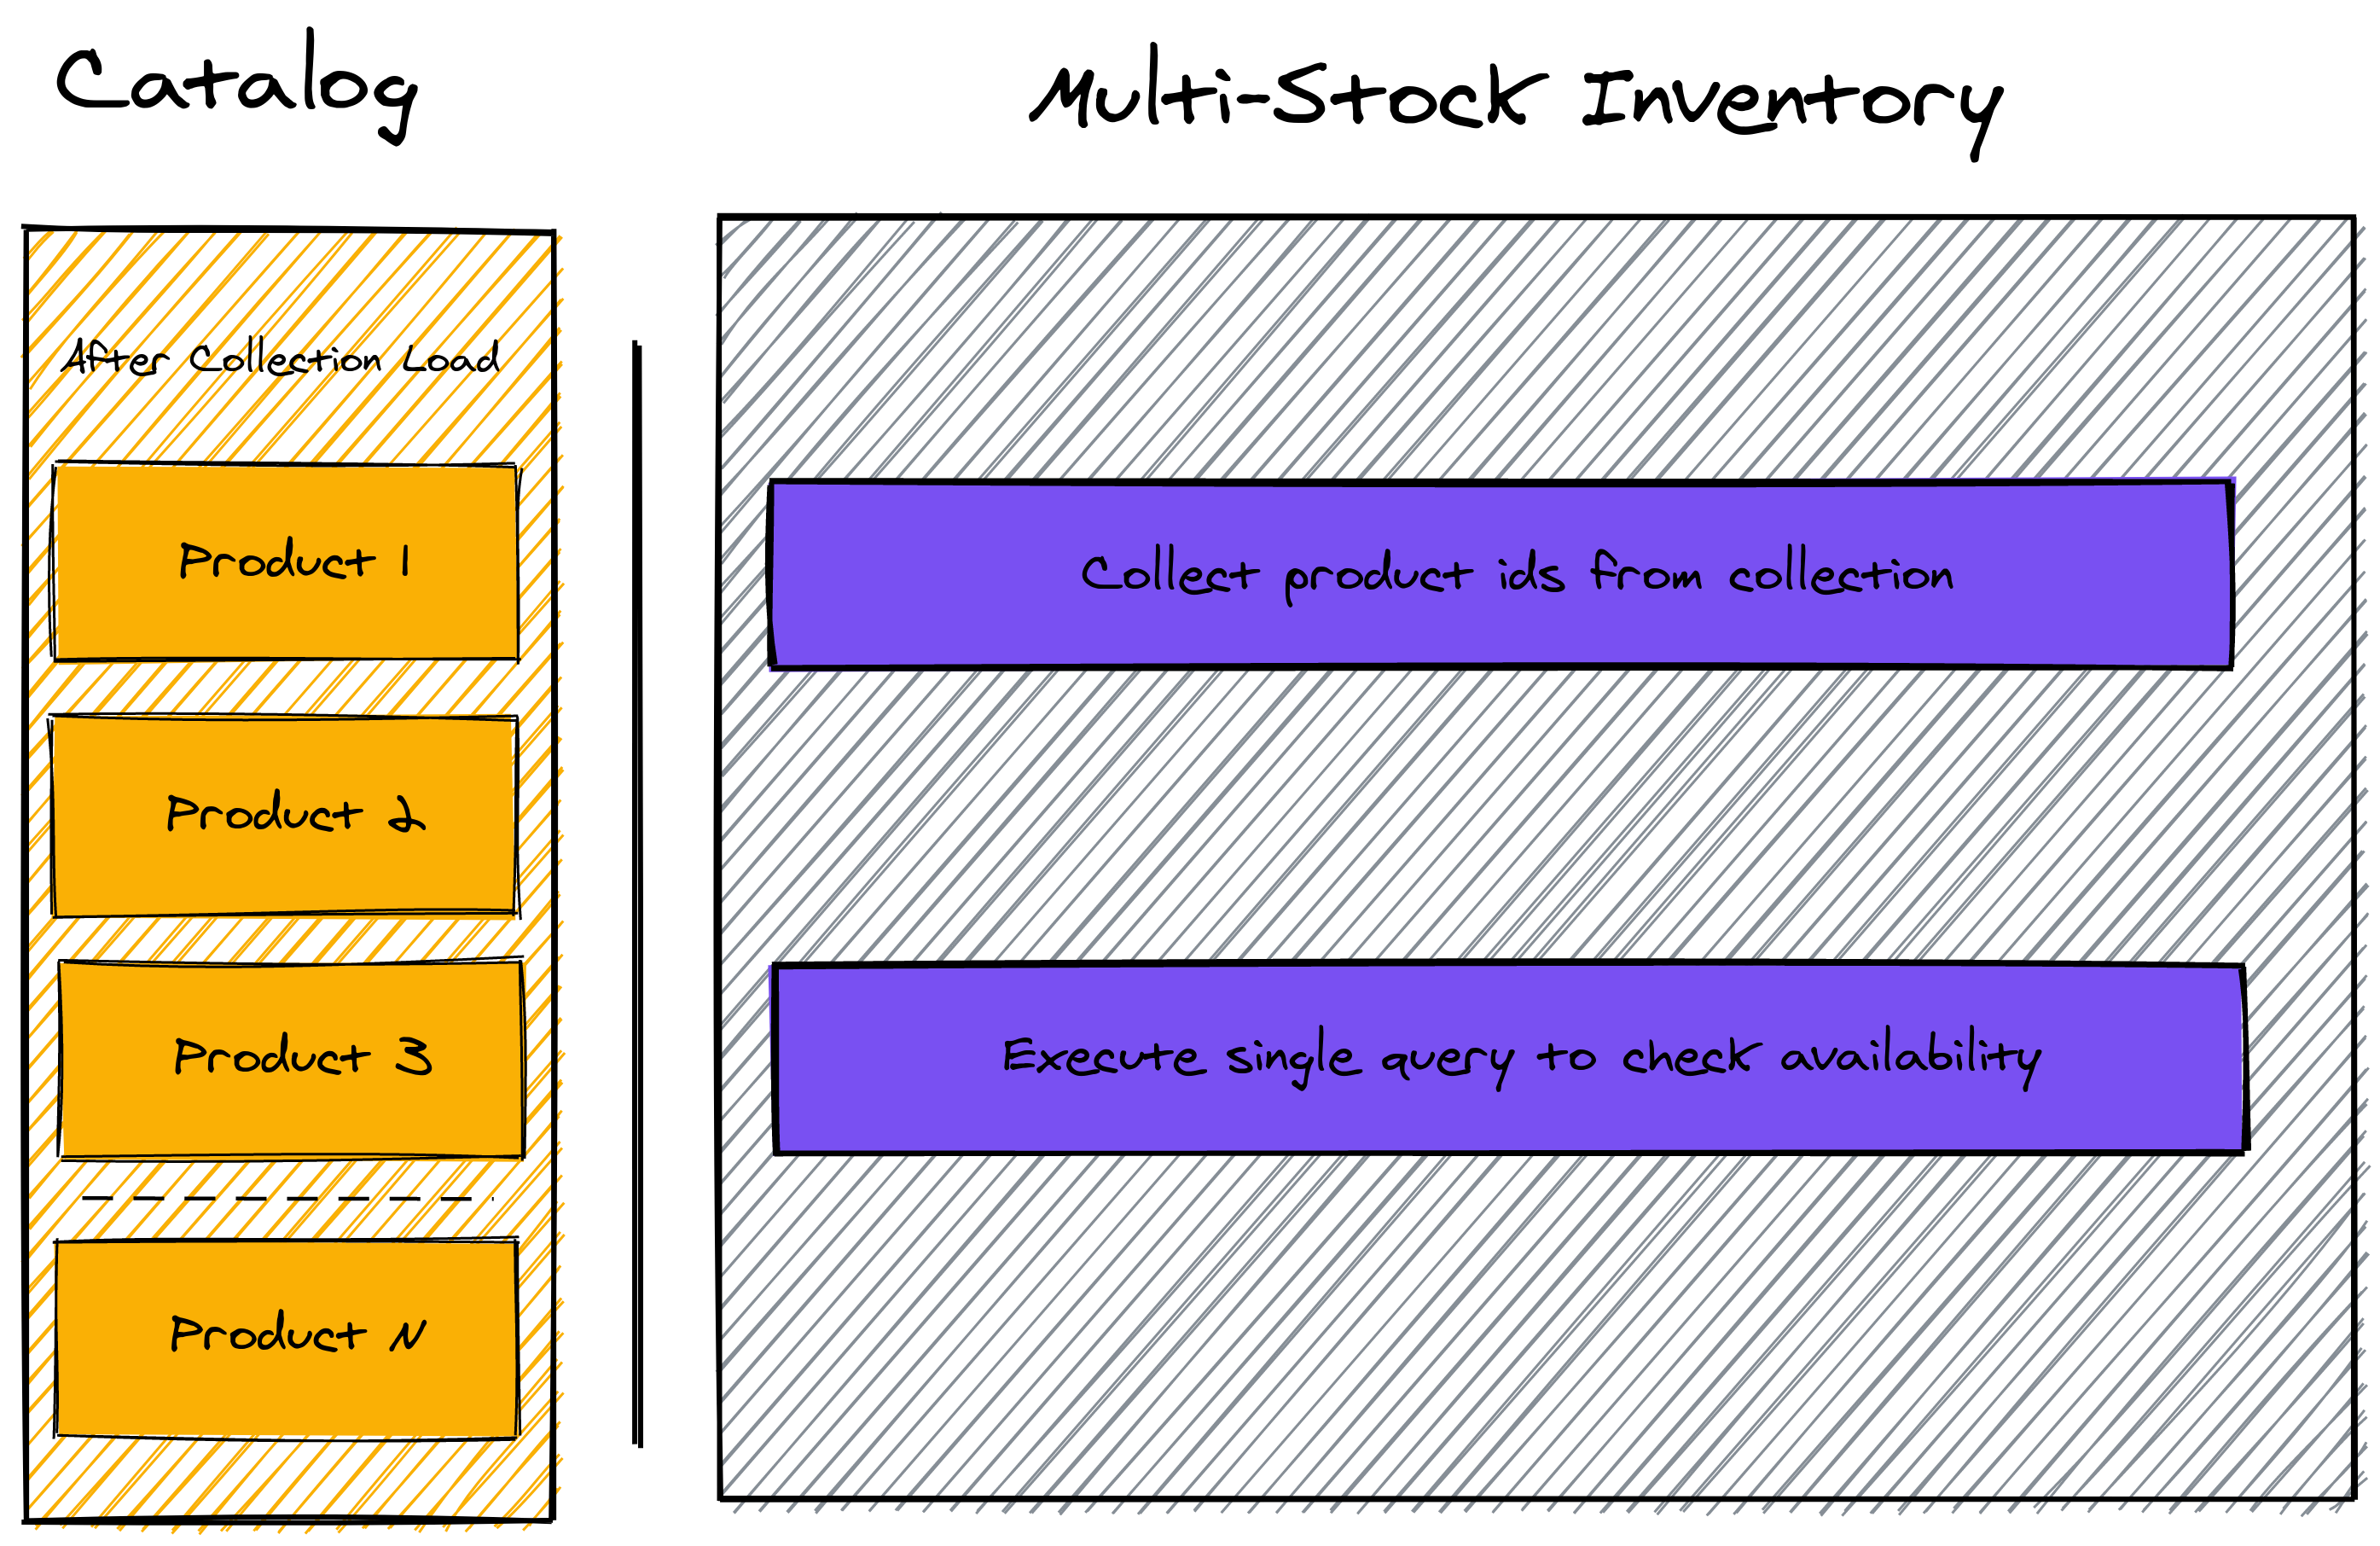 Catalog
Multi-Stock Inventory
After Collection Load
Product 1
Product 2
Product 3
Product N
Collect product ids from collection
Execute single query to check availability